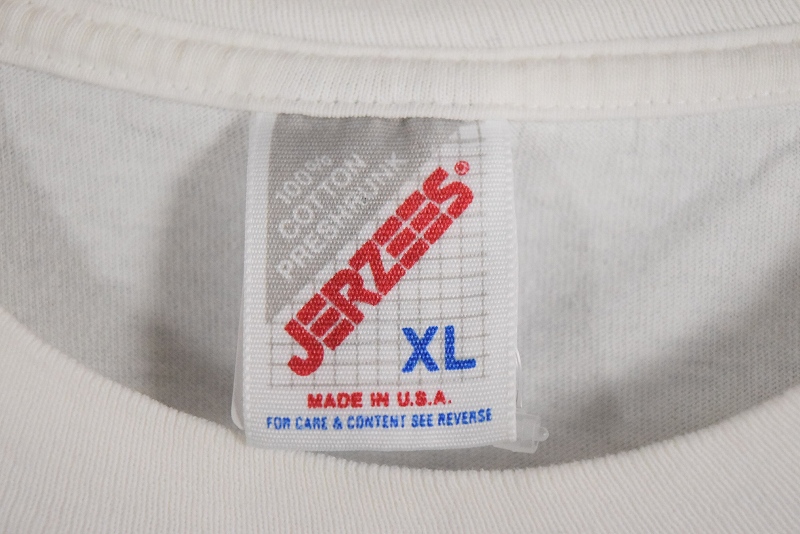 100%
COTTON
PRESHRUNK
JERZEES®
XL
MADE IN U.S.A.
FOR CARE & CONTENT SEE REVERSE